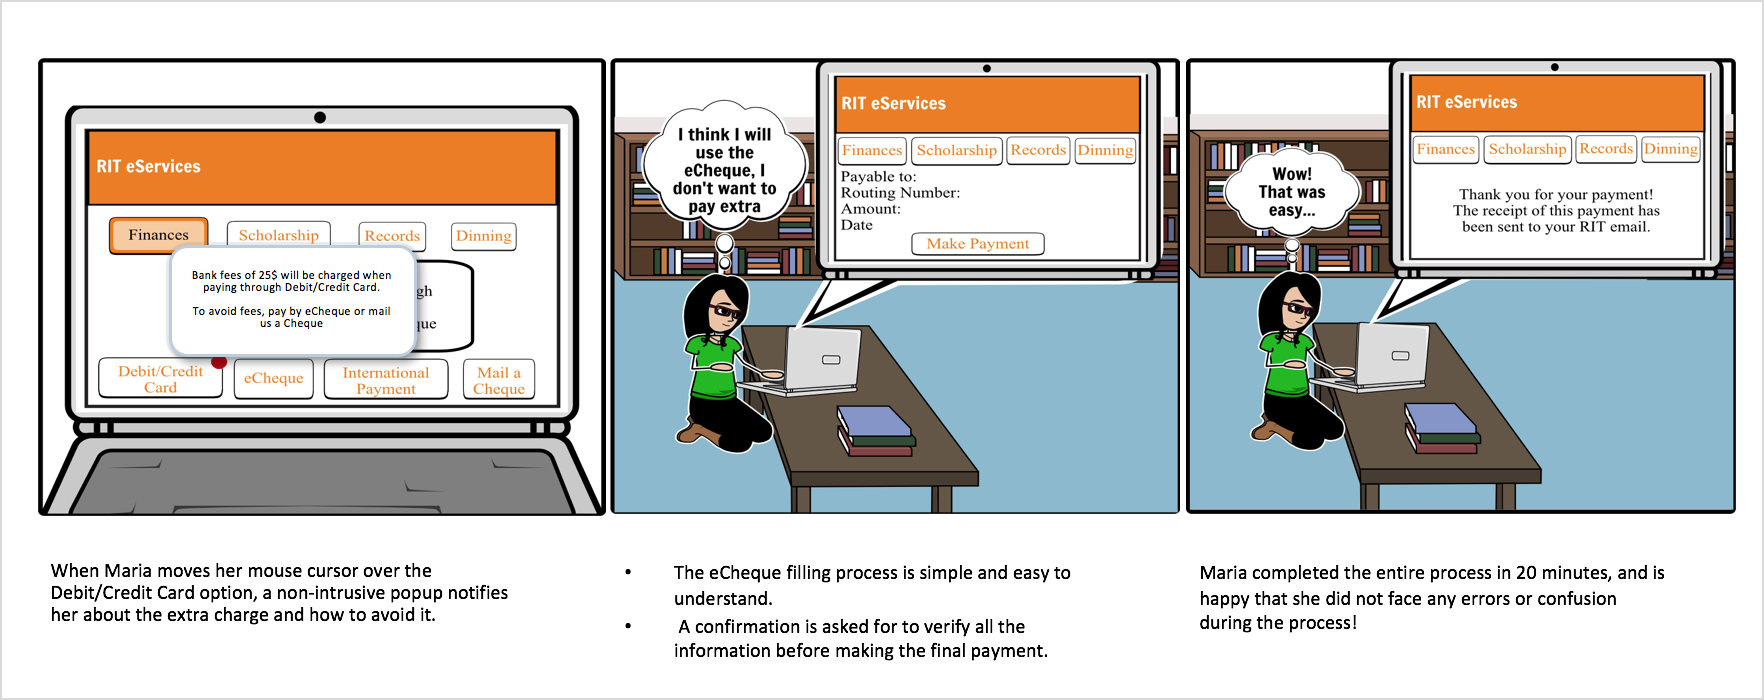 RIT eServices
Finances
Scholarship
Records
Dinning
Bank fees of 25$ will be charged when
paying through Debit/Credit Card.
To avoid fees, pay by eCheque or mail
us a Cheque
gh
que
Debit/Credit
Card
eCheque
International
Payment
Mail a
Cheque
I think I will
use the
eCheque, I
don't want to
pay extra
RIT eServices
Finances
Scholarship
Records
Dinning
Payable to:
Routing Number:
Amount:
Date
Make Payment
Wow!
That was
easy...
RIT eServices
Finances
Scholarship
Records
Dinning
Thank you for your payment!
The receipt of this payment has
been sent to your RIT email.
When Maria moves her mouse cursor over the
Debit/Credit Card option, a non-intrusive popup notifies
her about the extra charge and how to avoid it.
• The eCheque filling process is simple and easy to
understand.
• A confirmation is asked for to verify all the
information before making the final payment.
Maria completed the entire process in 20 minutes, and is
happy that she did not face any errors or confusion
during the process!